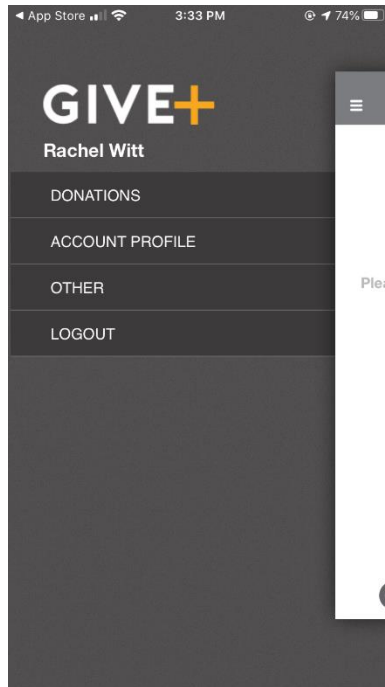 ◀ App Store 3:33 PM 74%
GIVE+
Rachel Witt
DONATIONS
ACCOUNT PROFILE
OTHER
Plea
LOGOUT